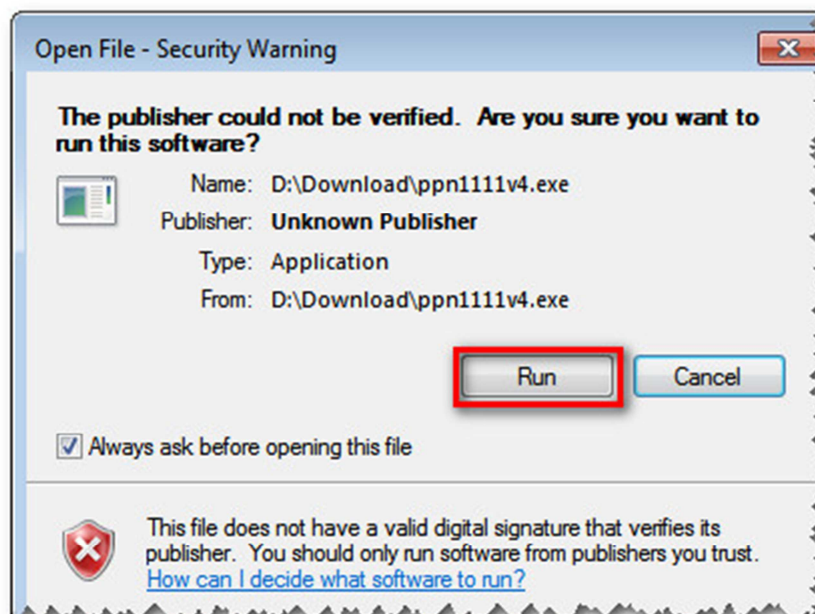 Open File - Security Warning
The publisher could not be verified.  Are you sure you want to
run this software?
Name: D:\Download\ppn1111v4.exe
Publisher: Unknown Publisher
Type: Application
From: D:\Download\ppn1111v4.exe
Run Cancel
Always ask before opening this file
This file does not have a valid digital signature that verifies its
publisher.  You should only run software from publishers you trust.
How can I decide what software to run?